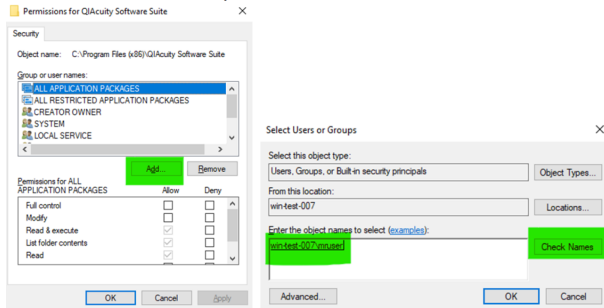 Permissions for QIAcuity Software Suite
Security
Object name: C:\Program Files (x86)\QIAcuity Software Suite
Group or user names:
ALL APPLICATION PACKAGES
ALL RESTRICTED APPLICATION PACKAGES
CREATOR OWNER
SYSTEM
LOCAL SERVICE
Add... Remove
Permissions for ALL
APPLICATION PACKAGES Allow Deny
Full control
Modify
Read & execute
List folder contents
Read
OK Cancel Apply
Select Users or Groups
Select this object type:
Users, Groups, or Built-in security principals Object Types...
From this location:
win-test-007 Locations...
Enter the object names to select (examples):
win-test-007\mruser Check Names
Advanced... OK Cancel